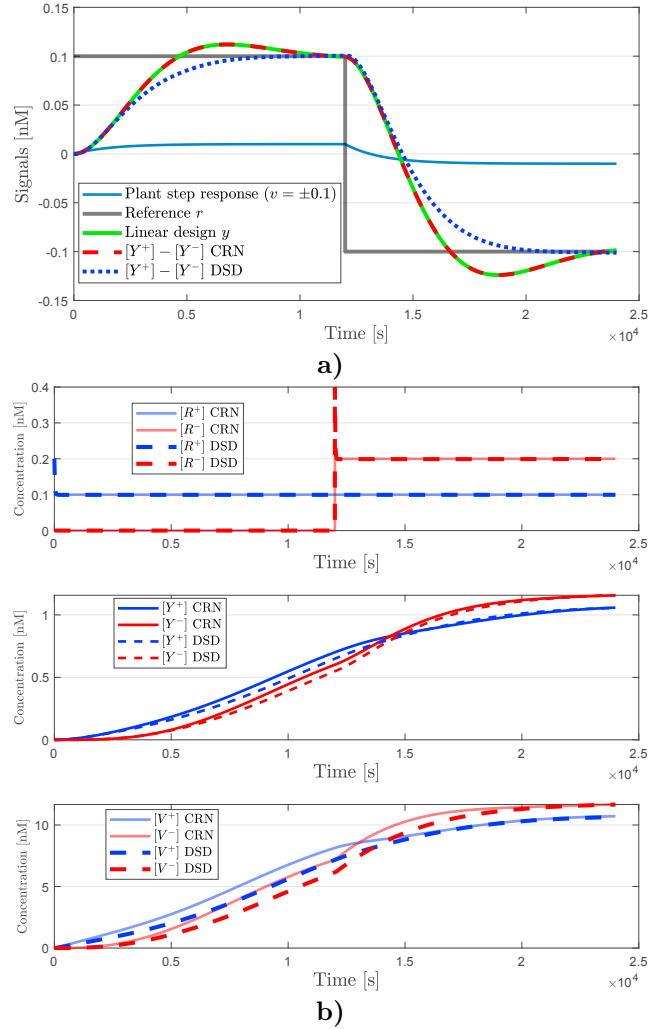 0.15
0.1
0.05
0
-0.05
-0.1
-0.15
Signals [nM]
Plant step response (v = ±0.1)
Reference r
Linear design y
[Y⁺] − [Y⁻] CRN
[Y⁺] − [Y⁻] DSD
0 0.5 1 1.5 2 2.5
Time [s]
×10⁴
a)
0.4
0.3
0.2
0.1
0
Concentration [nM]
[R⁺] CRN
[R⁻] CRN
[R⁺] DSD
[R⁻] DSD
0 0.5 1 1.5 2 2.5
Time [s]
×10⁴
1
0.5
0
Concentration [nM]
[Y⁺] CRN
[Y⁻] CRN
[Y⁺] DSD
[Y⁻] DSD
0 0.5 1 1.5 2 2.5
Time [s]
×10⁴
10
5
0
Concentration [nM]
[V⁺] CRN
[V⁻] CRN
[V⁺] DSD
[V⁻] DSD
0 0.5 1 1.5 2 2.5
Time [s]
×10⁴
b)